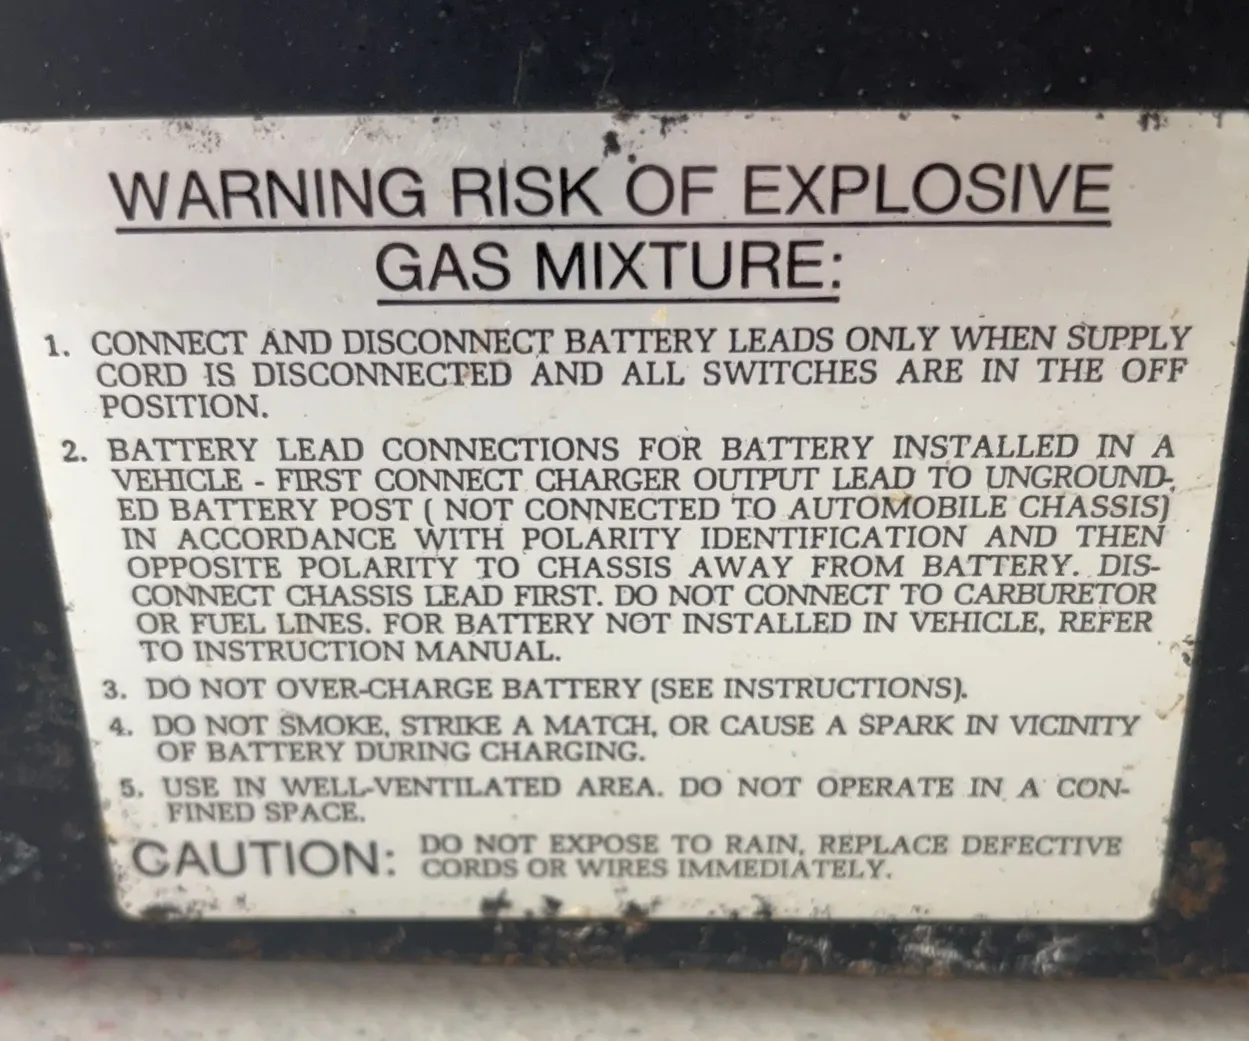 WARNING RISK OF EXPLOSIVE
GAS MIXTURE:
1. CONNECT AND DISCONNECT BATTERY LEADS ONLY WHEN SUPPLY
CORD IS DISCONNECTED AND ALL SWITCHES ARE IN THE OFF
POSITION.
2. BATTERY LEAD CONNECTIONS FOR BATTERY INSTALLED IN A
VEHICLE - FIRST CONNECT CHARGER OUTPUT LEAD TO UNGROUND-
ED BATTERY POST ( NOT CONNECTED TO AUTOMOBILE CHASSIS)
IN ACCORDANCE WITH POLARITY IDENTIFICATION AND THEN
OPPOSITE POLARITY TO CHASSIS AWAY FROM BATTERY. DIS-
CONNECT CHASSIS LEAD FIRST. DO NOT CONNECT TO CARBURETOR
OR FUEL LINES. FOR BATTERY NOT INSTALLED IN VEHICLE, REFER
TO INSTRUCTION MANUAL.
3. DO NOT OVER-CHARGE BATTERY (SEE INSTRUCTIONS).
4. DO NOT SMOKE, STRIKE A MATCH, OR CAUSE A SPARK IN VICINITY
OF BATTERY DURING CHARGING.
5. USE IN WELL-VENTILATED AREA. DO NOT OPERATE IN A CON-
FINED SPACE.
CAUTION: DO NOT EXPOSE TO RAIN, REPLACE DEFECTIVE
CORDS OR WIRES IMMEDIATELY.